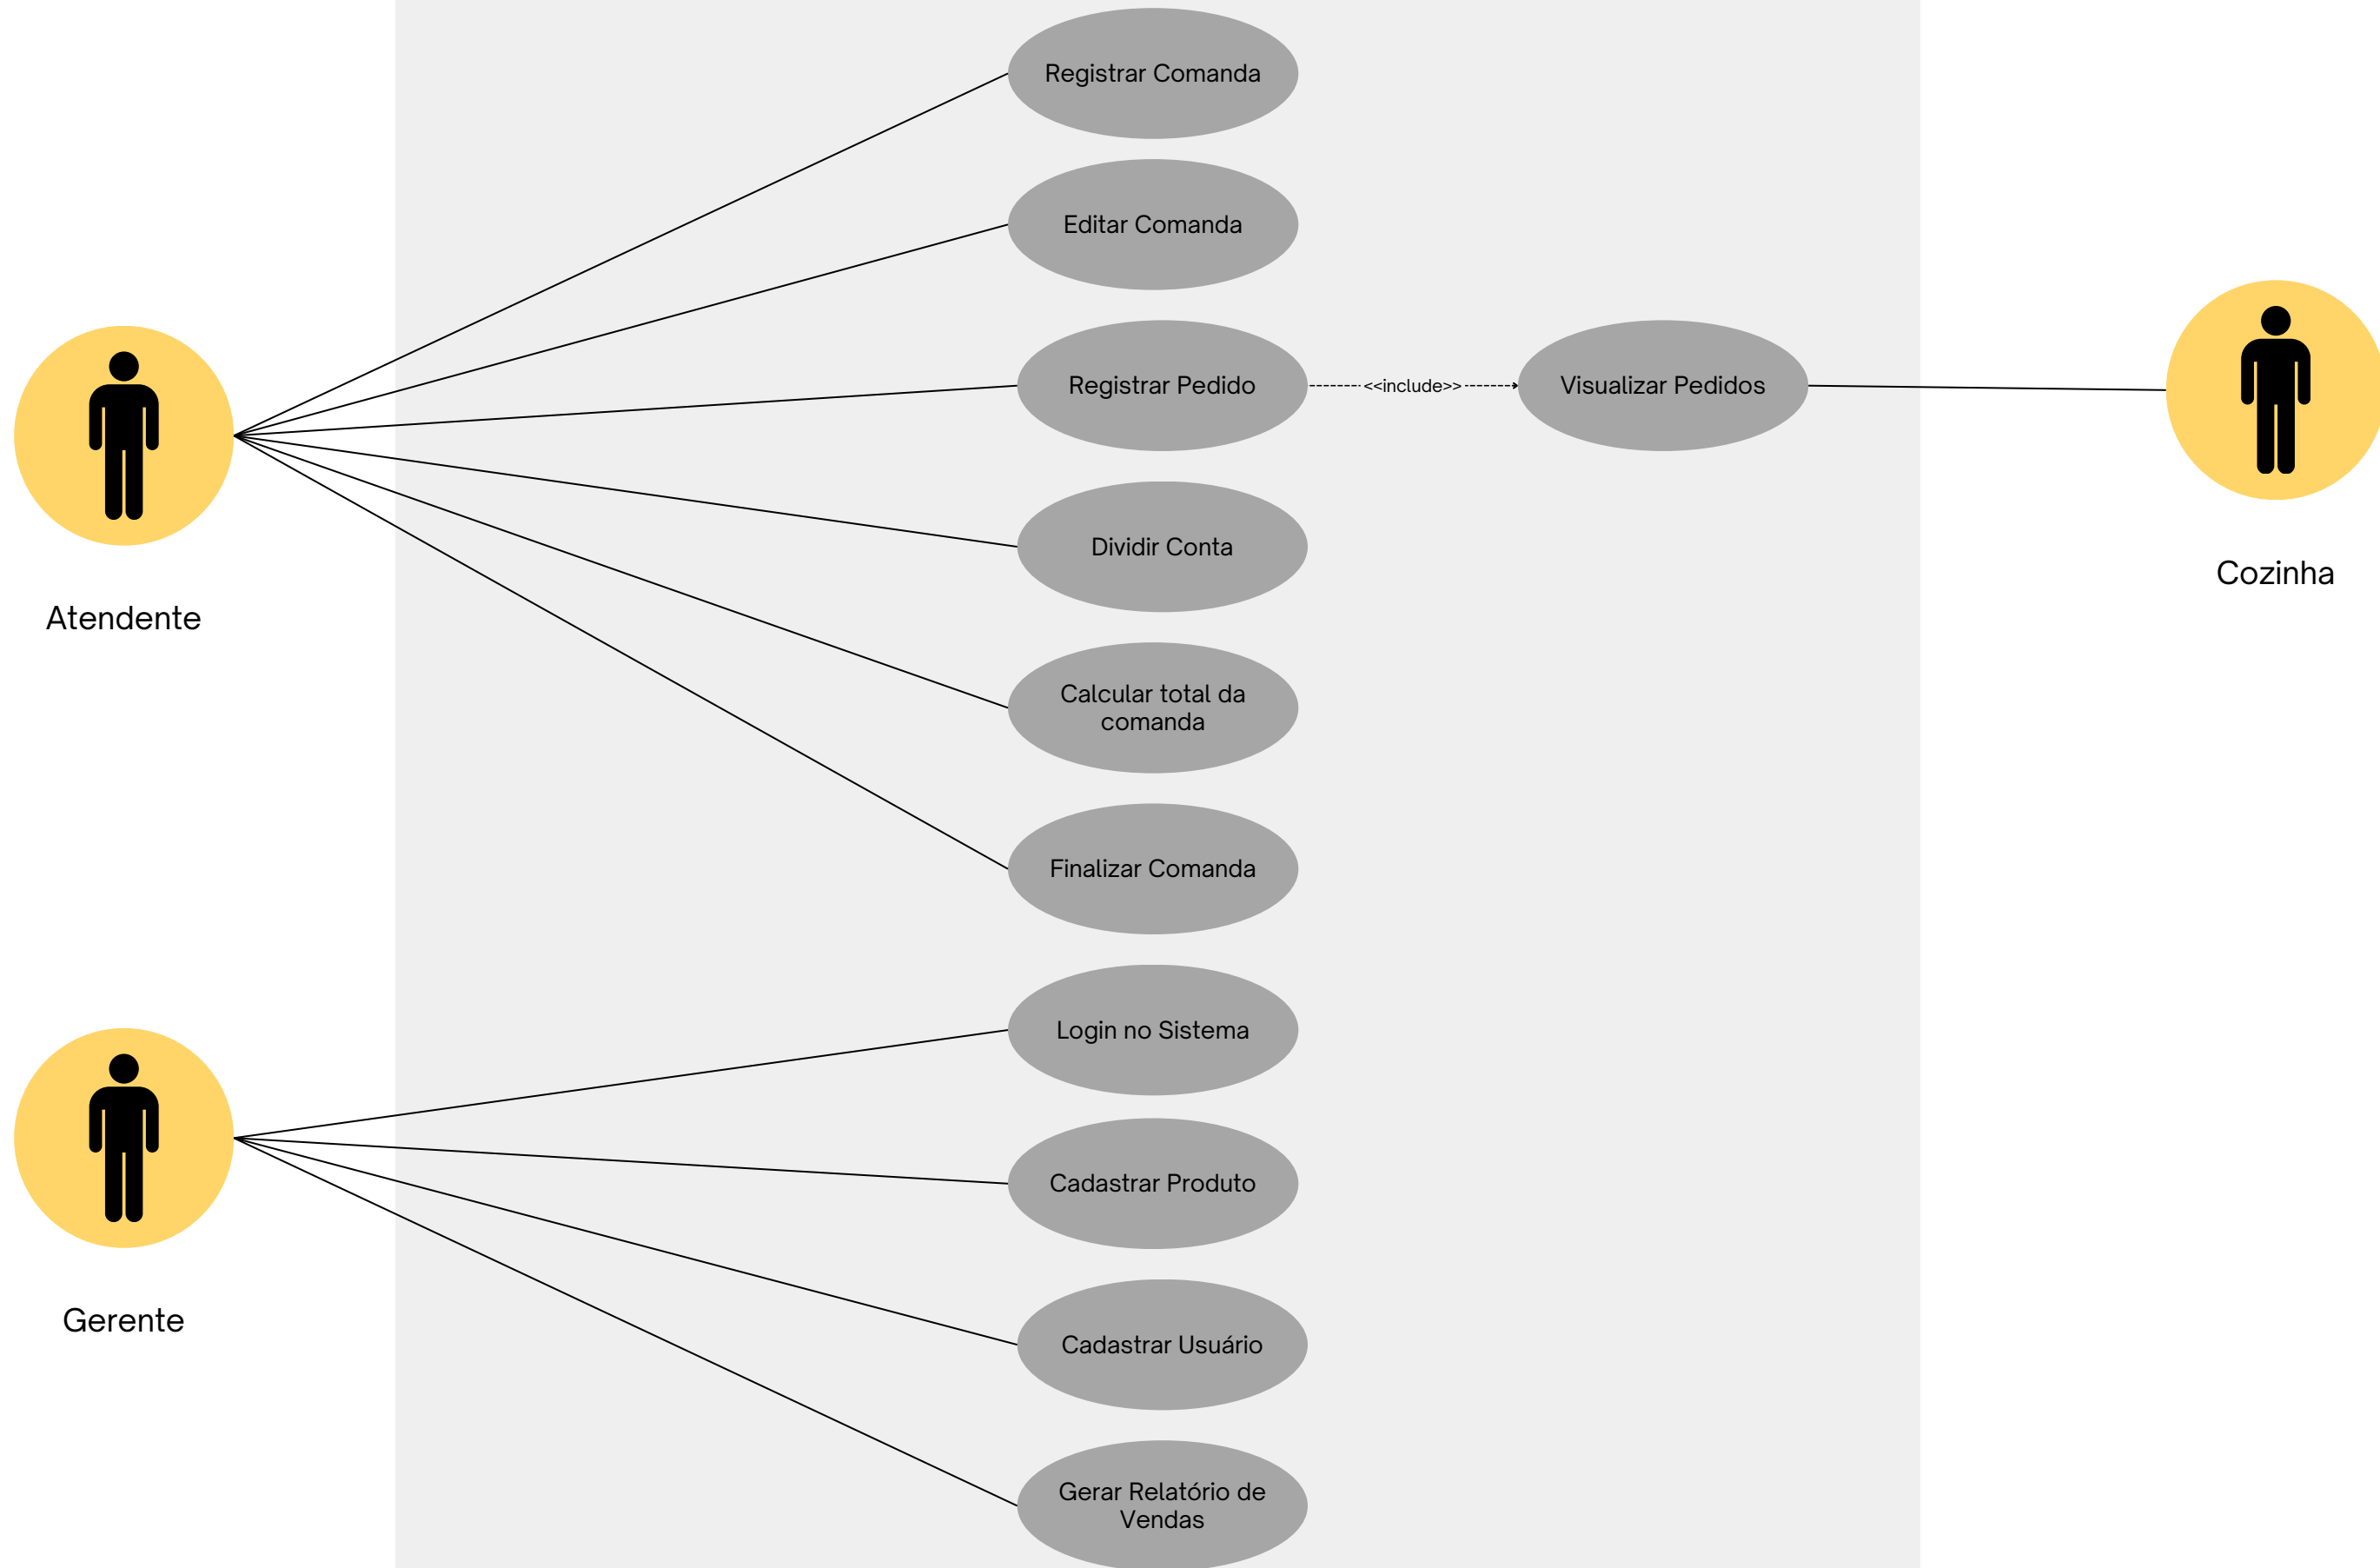 Registrar Comanda
Editar Comanda
Registrar Pedido
<<include>>
Visualizar Pedidos
Dividir Conta
Cozinha
Atendente
Calcular total da
comanda
Finalizar Comanda
Login no Sistema
Cadastrar Produto
Gerente
Cadastrar Usuário
Gerar Relatório de
Vendas